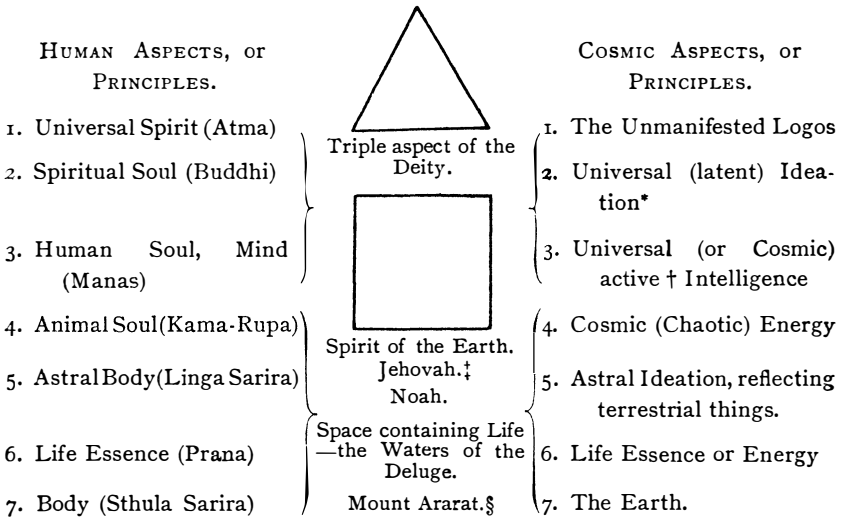 HUMAN ASPECTS, OR
PRINCIPLES.
1. Universal Spirit (Atma)
2. Spiritual Soul (Buddhi)
3. Human Soul, Mind
(Manas)
4. Animal Soul (Kama-Rupa)
5. Astral Body (Linga Sarira)
6. Life Essence (Prana)
7. Body (Sthula Sarira)
Triple aspect of the
Deity.
Spirit of the Earth.
Jehovah.‡
Noah.
Space containing Life
—the Waters of the
Deluge.
Mount Ararat.§
COSMIC ASPECTS, OR
PRINCIPLES.
1. The Unmanifested Logos
2. Universal (latent) Idea-
tion*
3. Universal (or Cosmic)
active † Intelligence
4. Cosmic (Chaotic) Energy
5. Astral Ideation, reflecting
terrestrial things.
6. Life Essence or Energy
7. The Earth.